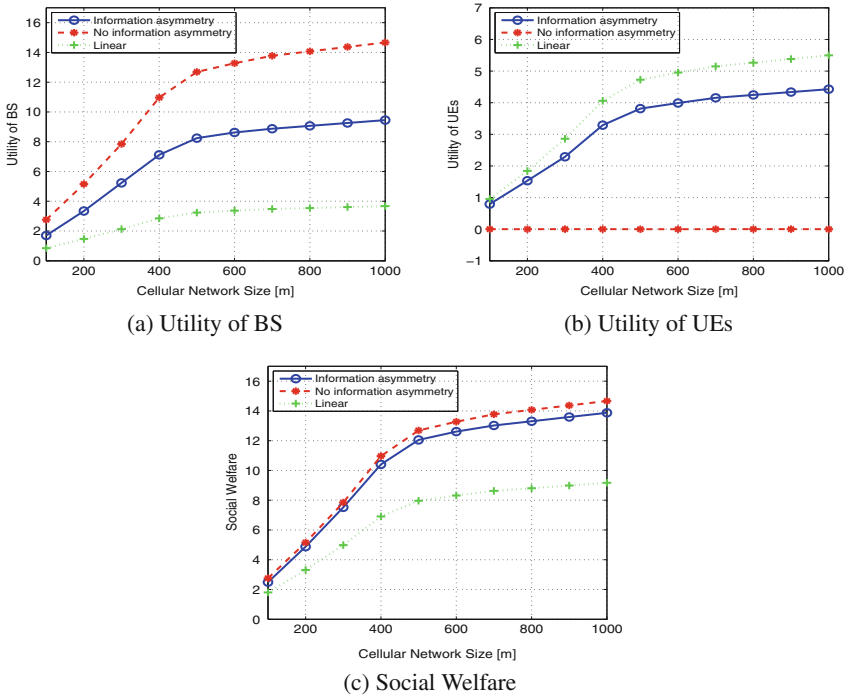 Information asymmetry
No information asymmetry
Linear
Utility of BS
16
14
12
10
8
6
4
2
0
200 400 600 800 1000
Cellular Network Size [m]
(a) Utility of BS
Information asymmetry
No information asymmetry
Linear
Utility of UEs
7
6
5
4
3
2
1
0
−1
200 400 600 800 1000
Cellular Network Size [m]
(b) Utility of UEs
Information asymmetry
No information asymmetry
Linear
Social Welfare
16
14
12
10
8
6
4
2
0
200 400 600 800 1000
Cellular Network Size [m]
(c) Social Welfare